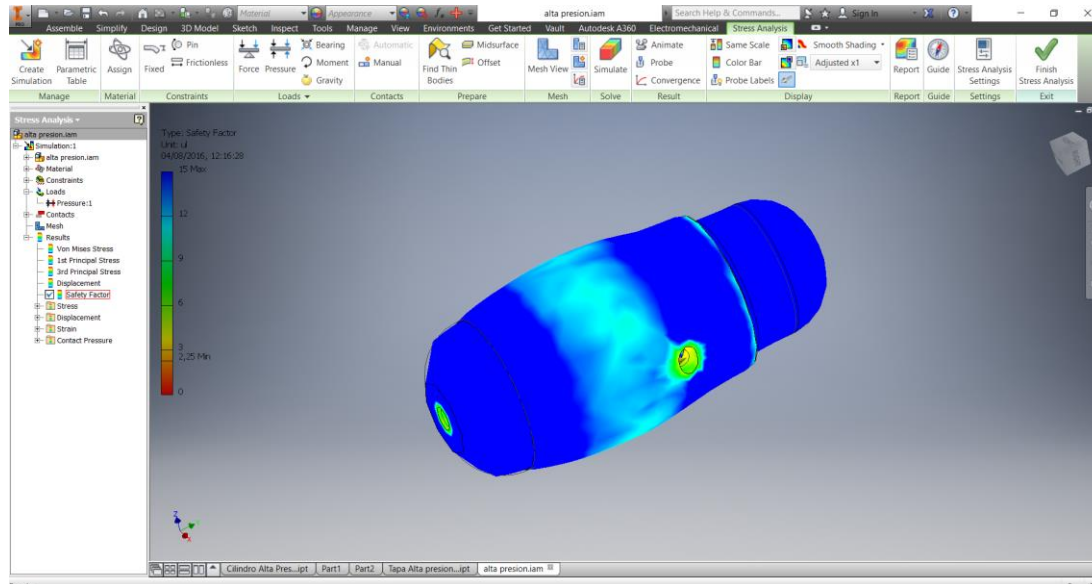 Material
Appearance
alta presion.iam
Search Help & Commands...
Sign In
PRO
Assemble Simplify Design 3D Model Sketch Inspect Tools Manage View Environments Get Started Vault Autodesk A360 Electromechanical Stress Analysis
Create Simulation
Parametric Table
Assign
Fixed
Pin
Frictionless
Force
Pressure
Bearing
Moment
Gravity
Automatic
Manual
Find Thin Bodies
Midsurface
Offset
Mesh View
Simulate
Animate
Probe
Convergence
Same Scale
Color Bar
Probe Labels
Smooth Shading
Adjusted x1
Report
Guide
Stress Analysis Settings
Finish Stress Analysis
Manage Material Constraints Loads Contacts Prepare Mesh Solve Result Display Report Guide Settings Exit
Stress Analysis
alta presion.iam
Simulation:1
alta presion.iam
Material
Constraints
Loads
Pressure:1
Contacts
Mesh
Results
Von Mises Stress
1st Principal Stress
3rd Principal Stress
Displacement
Safety Factor
Stress
Displacement
Strain
Contact Pressure
Type: Safety Factor
Unit: ul
04/08/2016, 12:16:28
15 Max
12
9
6
3
2,25 Min
0
Z
Y
X
Cilindro Alta Pres...ipt Part1 Part2 Tapa Alta presion...ipt alta presion.iam